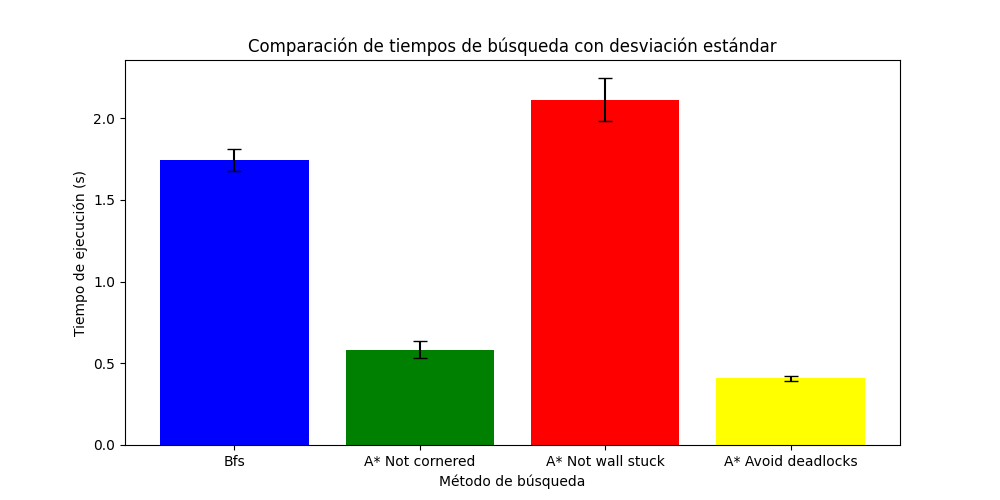 Comparación de tiempos de búsqueda con desviación estándar
Tiempo de ejecución (s)
2.0
1.5
1.0
0.5
0.0
Bfs
A* Not cornered
A* Not wall stuck
A* Avoid deadlocks
Método de búsqueda